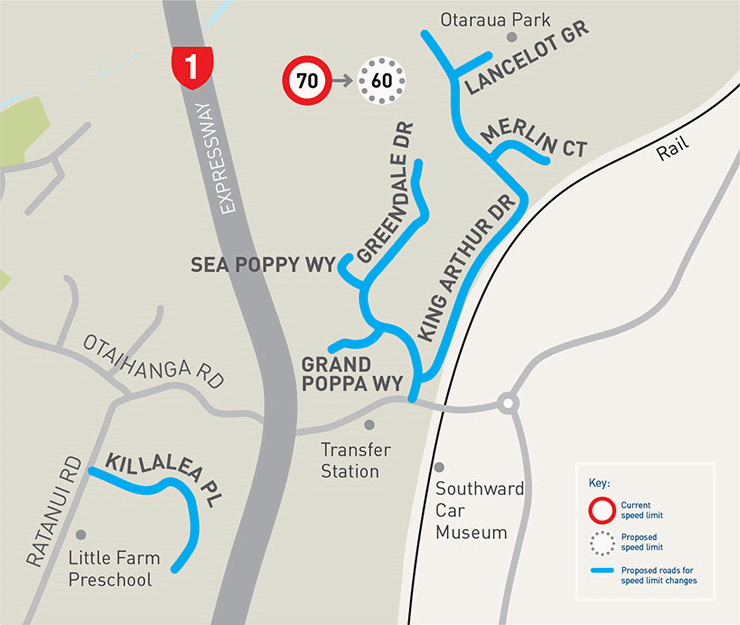 Otaraua Park
LANCELOT GR
1
70
60
MERLIN CT
Rail
EXPRESSWAY
GREENDALE DR
KING ARTHUR DR
SEA POPPY WY
GRAND
POPPA WY
OTAIHANGA RD
Transfer
Station
RATANUI RD
KILLALEA PL
Little Farm
Preschool
Southward
Car
Museum
Key:
Current
speed limit
Proposed
speed limit
Proposed roads for
speed limit changes